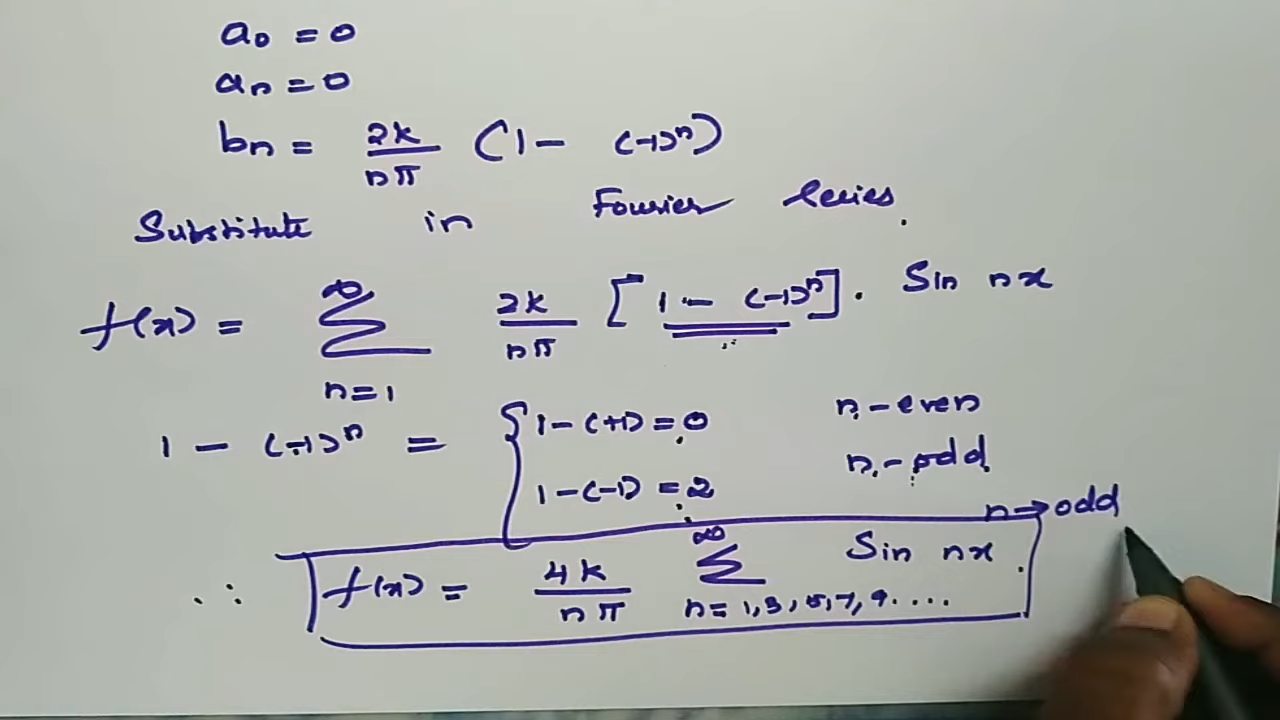 a₀ = 0
aₙ = 0
bₙ = 2k/nπ (1 - (-1)ⁿ)
Substitute in Fourier Series.
f(x) = ∑_{n=1}^{∞} 2k/nπ [1 - (-1)ⁿ]. Sin nx
1 - (-1)ⁿ = { 1-(+1) = 0 n - even
1-(-1) = 2 n - odd
n → odd
∴ f(x) = 4k/nπ ∑_{n=1,3,5,7,9....}^{∞} Sin nx.